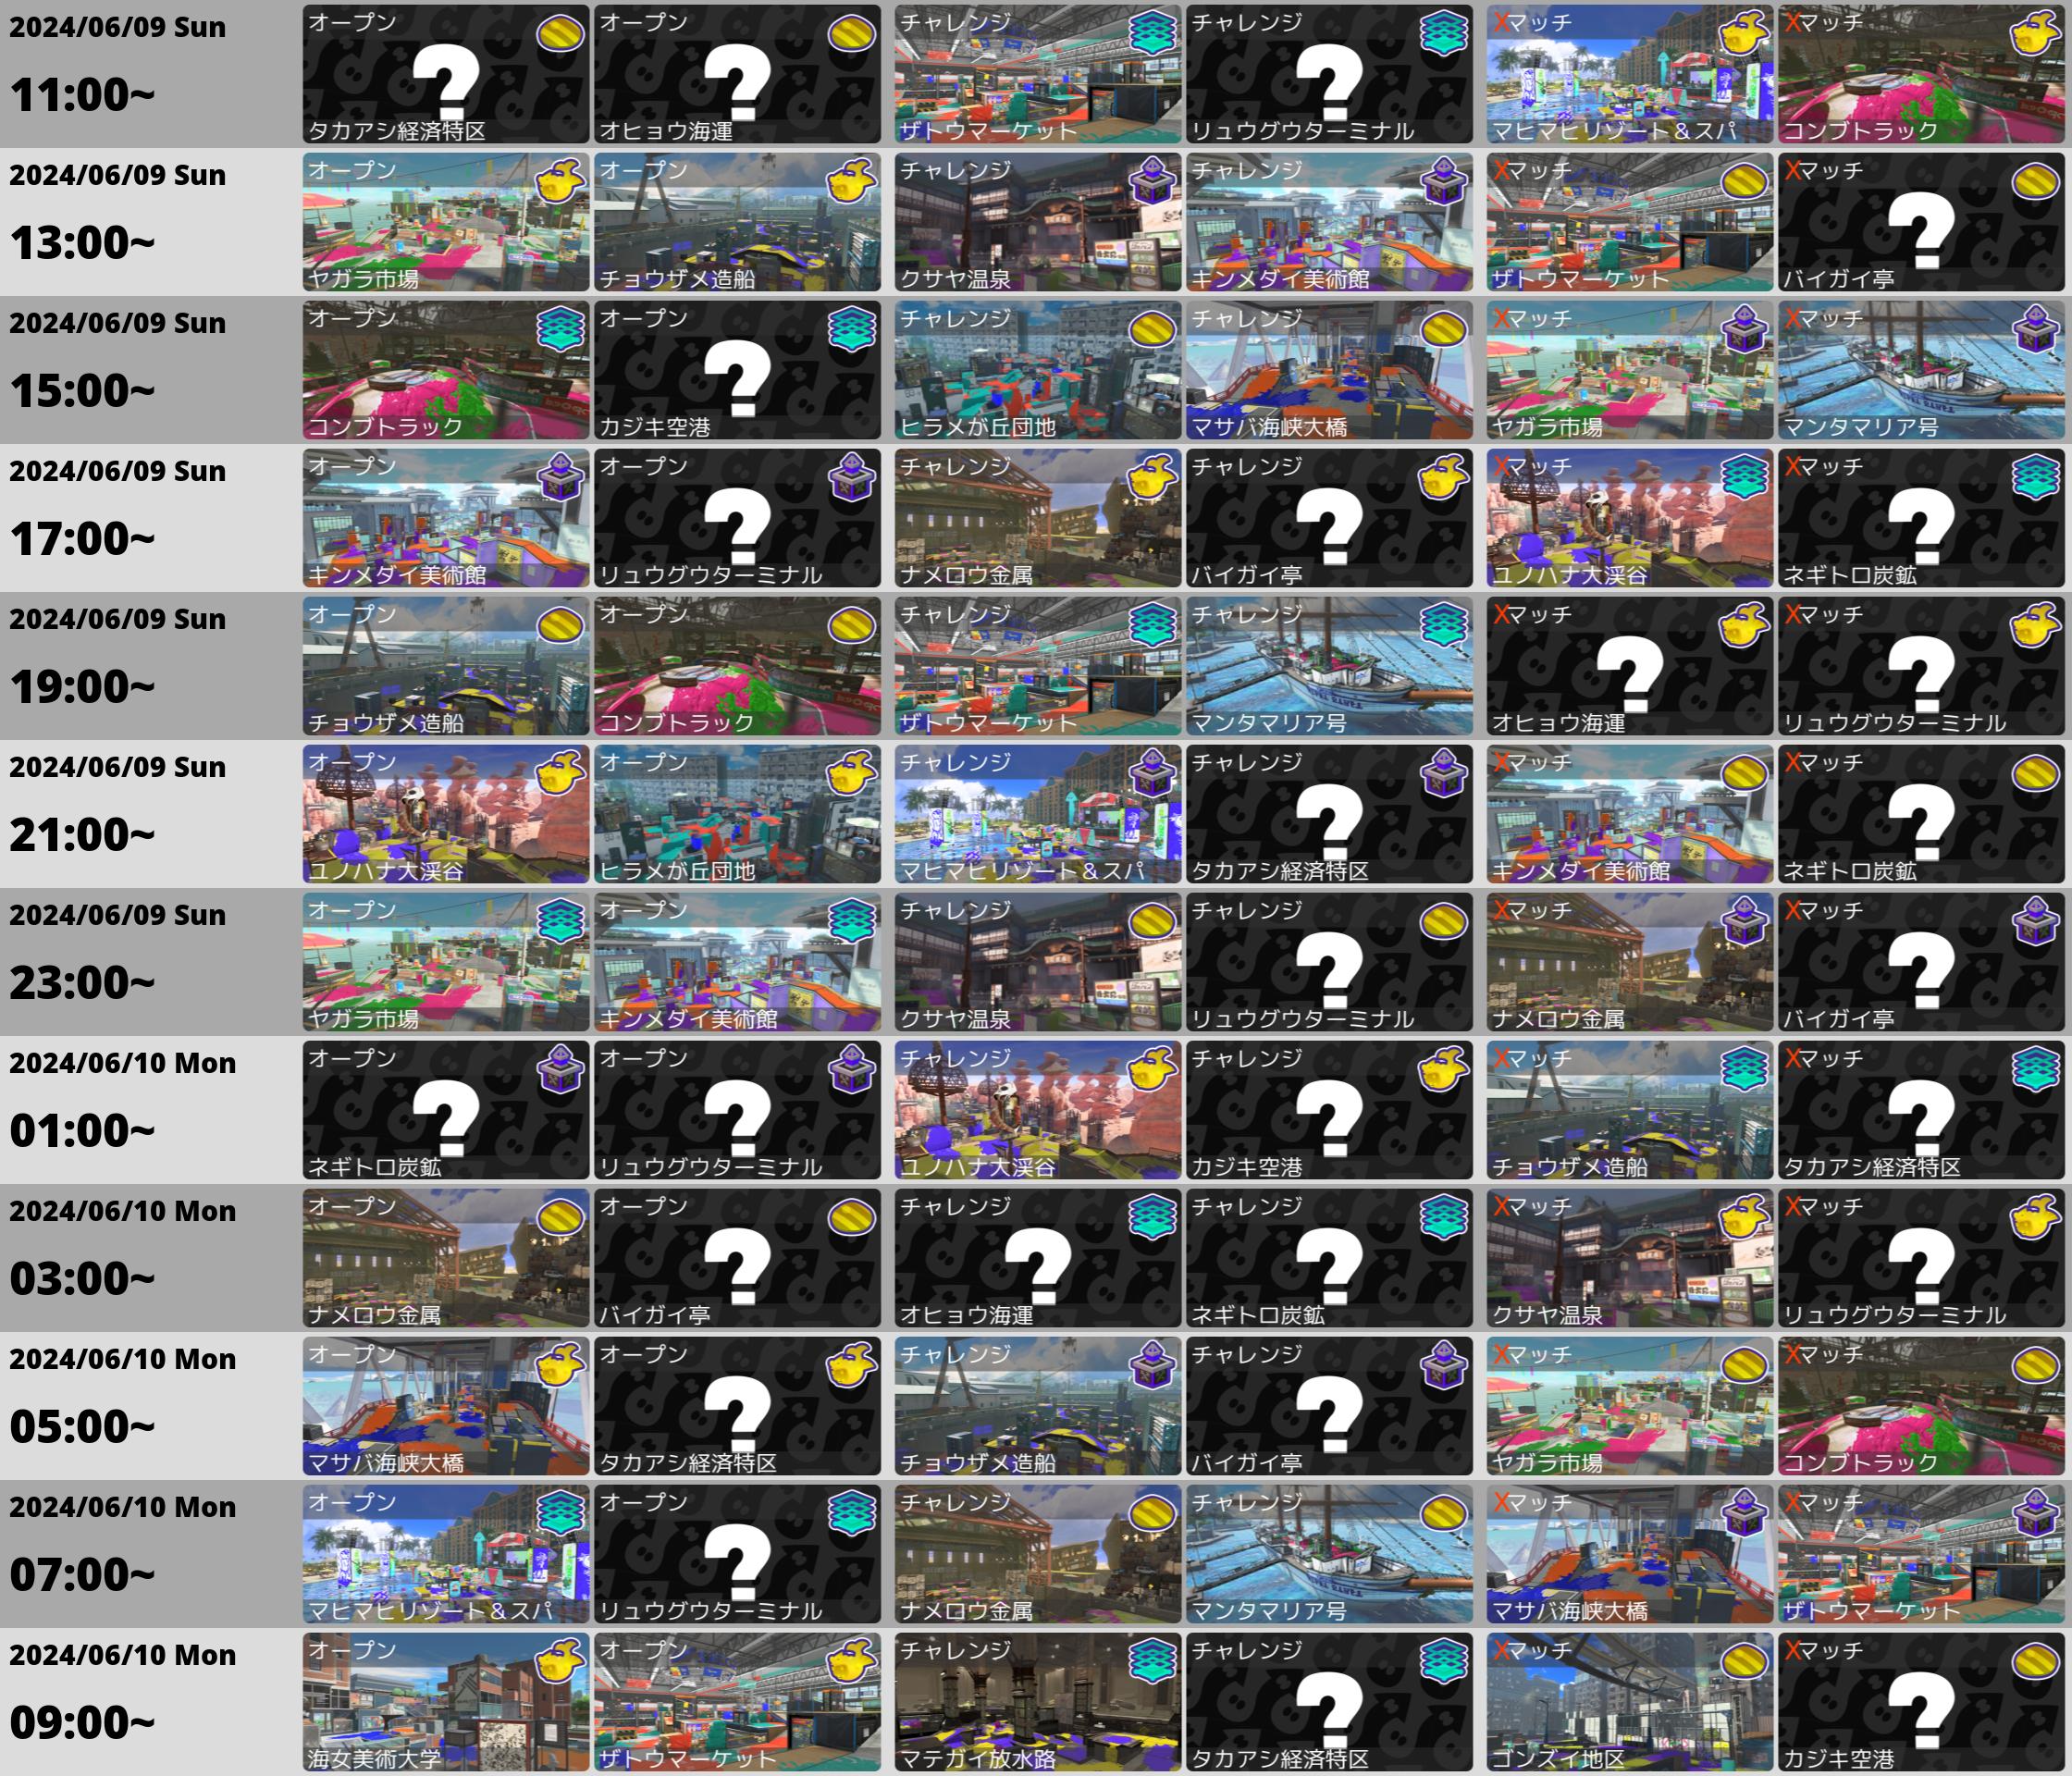 2024/06/09 Sun
11:00~
オープン
タカアシ経済特区
オープン
オヒョウ海運
チャレンジ
ザトウマーケット
チャレンジ
リュウグウターミナル
Xマッチ
マヒマヒリゾート＆スパ
Xマッチ
コンブトラック
2024/06/09 Sun
13:00~
オープン
ヤガラ市場
オープン
チョウザメ造船
チャレンジ
クサヤ温泉
チャレンジ
キンメダイ美術館
Xマッチ
ザトウマーケット
Xマッチ
バイガイ亭
2024/06/09 Sun
15:00~
オープン
コンブトラック
オープン
カジキ空港
チャレンジ
ヒラメが丘団地
チャレンジ
マサバ海峡大橋
Xマッチ
ヤガラ市場
Xマッチ
マンタマリア号
2024/06/09 Sun
17:00~
オープン
キンメダイ美術館
オープン
リュウグウターミナル
チャレンジ
ナメロウ金属
チャレンジ
バイガイ亭
Xマッチ
ユノハナ大渓谷
Xマッチ
ネギトロ炭鉱
2024/06/09 Sun
19:00~
オープン
チョウザメ造船
オープン
コンブトラック
チャレンジ
ザトウマーケット
チャレンジ
マンタマリア号
Xマッチ
オヒョウ海運
Xマッチ
リュウグウターミナル
2024/06/09 Sun
21:00~
オープン
ユノハナ大渓谷
オープン
ヒラメが丘団地
チャレンジ
マヒマヒリゾート＆スパ
チャレンジ
タカアシ経済特区
Xマッチ
キンメダイ美術館
Xマッチ
ネギトロ炭鉱
2024/06/09 Sun
23:00~
オープン
ヤガラ市場
オープン
キンメダイ美術館
チャレンジ
クサヤ温泉
チャレンジ
リュウグウターミナル
Xマッチ
ナメロウ金属
Xマッチ
バイガイ亭
2024/06/10 Mon
01:00~
オープン
ネギトロ炭鉱
オープン
リュウグウターミナル
チャレンジ
ユノハナ大渓谷
チャレンジ
カジキ空港
Xマッチ
チョウザメ造船
Xマッチ
タカアシ経済特区
2024/06/10 Mon
03:00~
オープン
ナメロウ金属
オープン
バイガイ亭
チャレンジ
オヒョウ海運
チャレンジ
ネギトロ炭鉱
Xマッチ
クサヤ温泉
Xマッチ
リュウグウターミナル
2024/06/10 Mon
05:00~
オープン
マサバ海峡大橋
オープン
タカアシ経済特区
チャレンジ
チョウザメ造船
チャレンジ
バイガイ亭
Xマッチ
ヤガラ市場
Xマッチ
コンブトラック
2024/06/10 Mon
07:00~
オープン
マヒマヒリゾート＆スパ
オープン
リュウグウターミナル
チャレンジ
ナメロウ金属
チャレンジ
マンタマリア号
Xマッチ
マサバ海峡大橋
Xマッチ
ザトウマーケット
2024/06/10 Mon
09:00~
オープン
海女美術大学
オープン
ザトウマーケット
チャレンジ
マテガイ放水路
チャレンジ
タカアシ経済特区
Xマッチ
ゴンズイ地区
Xマッチ
カジキ空港